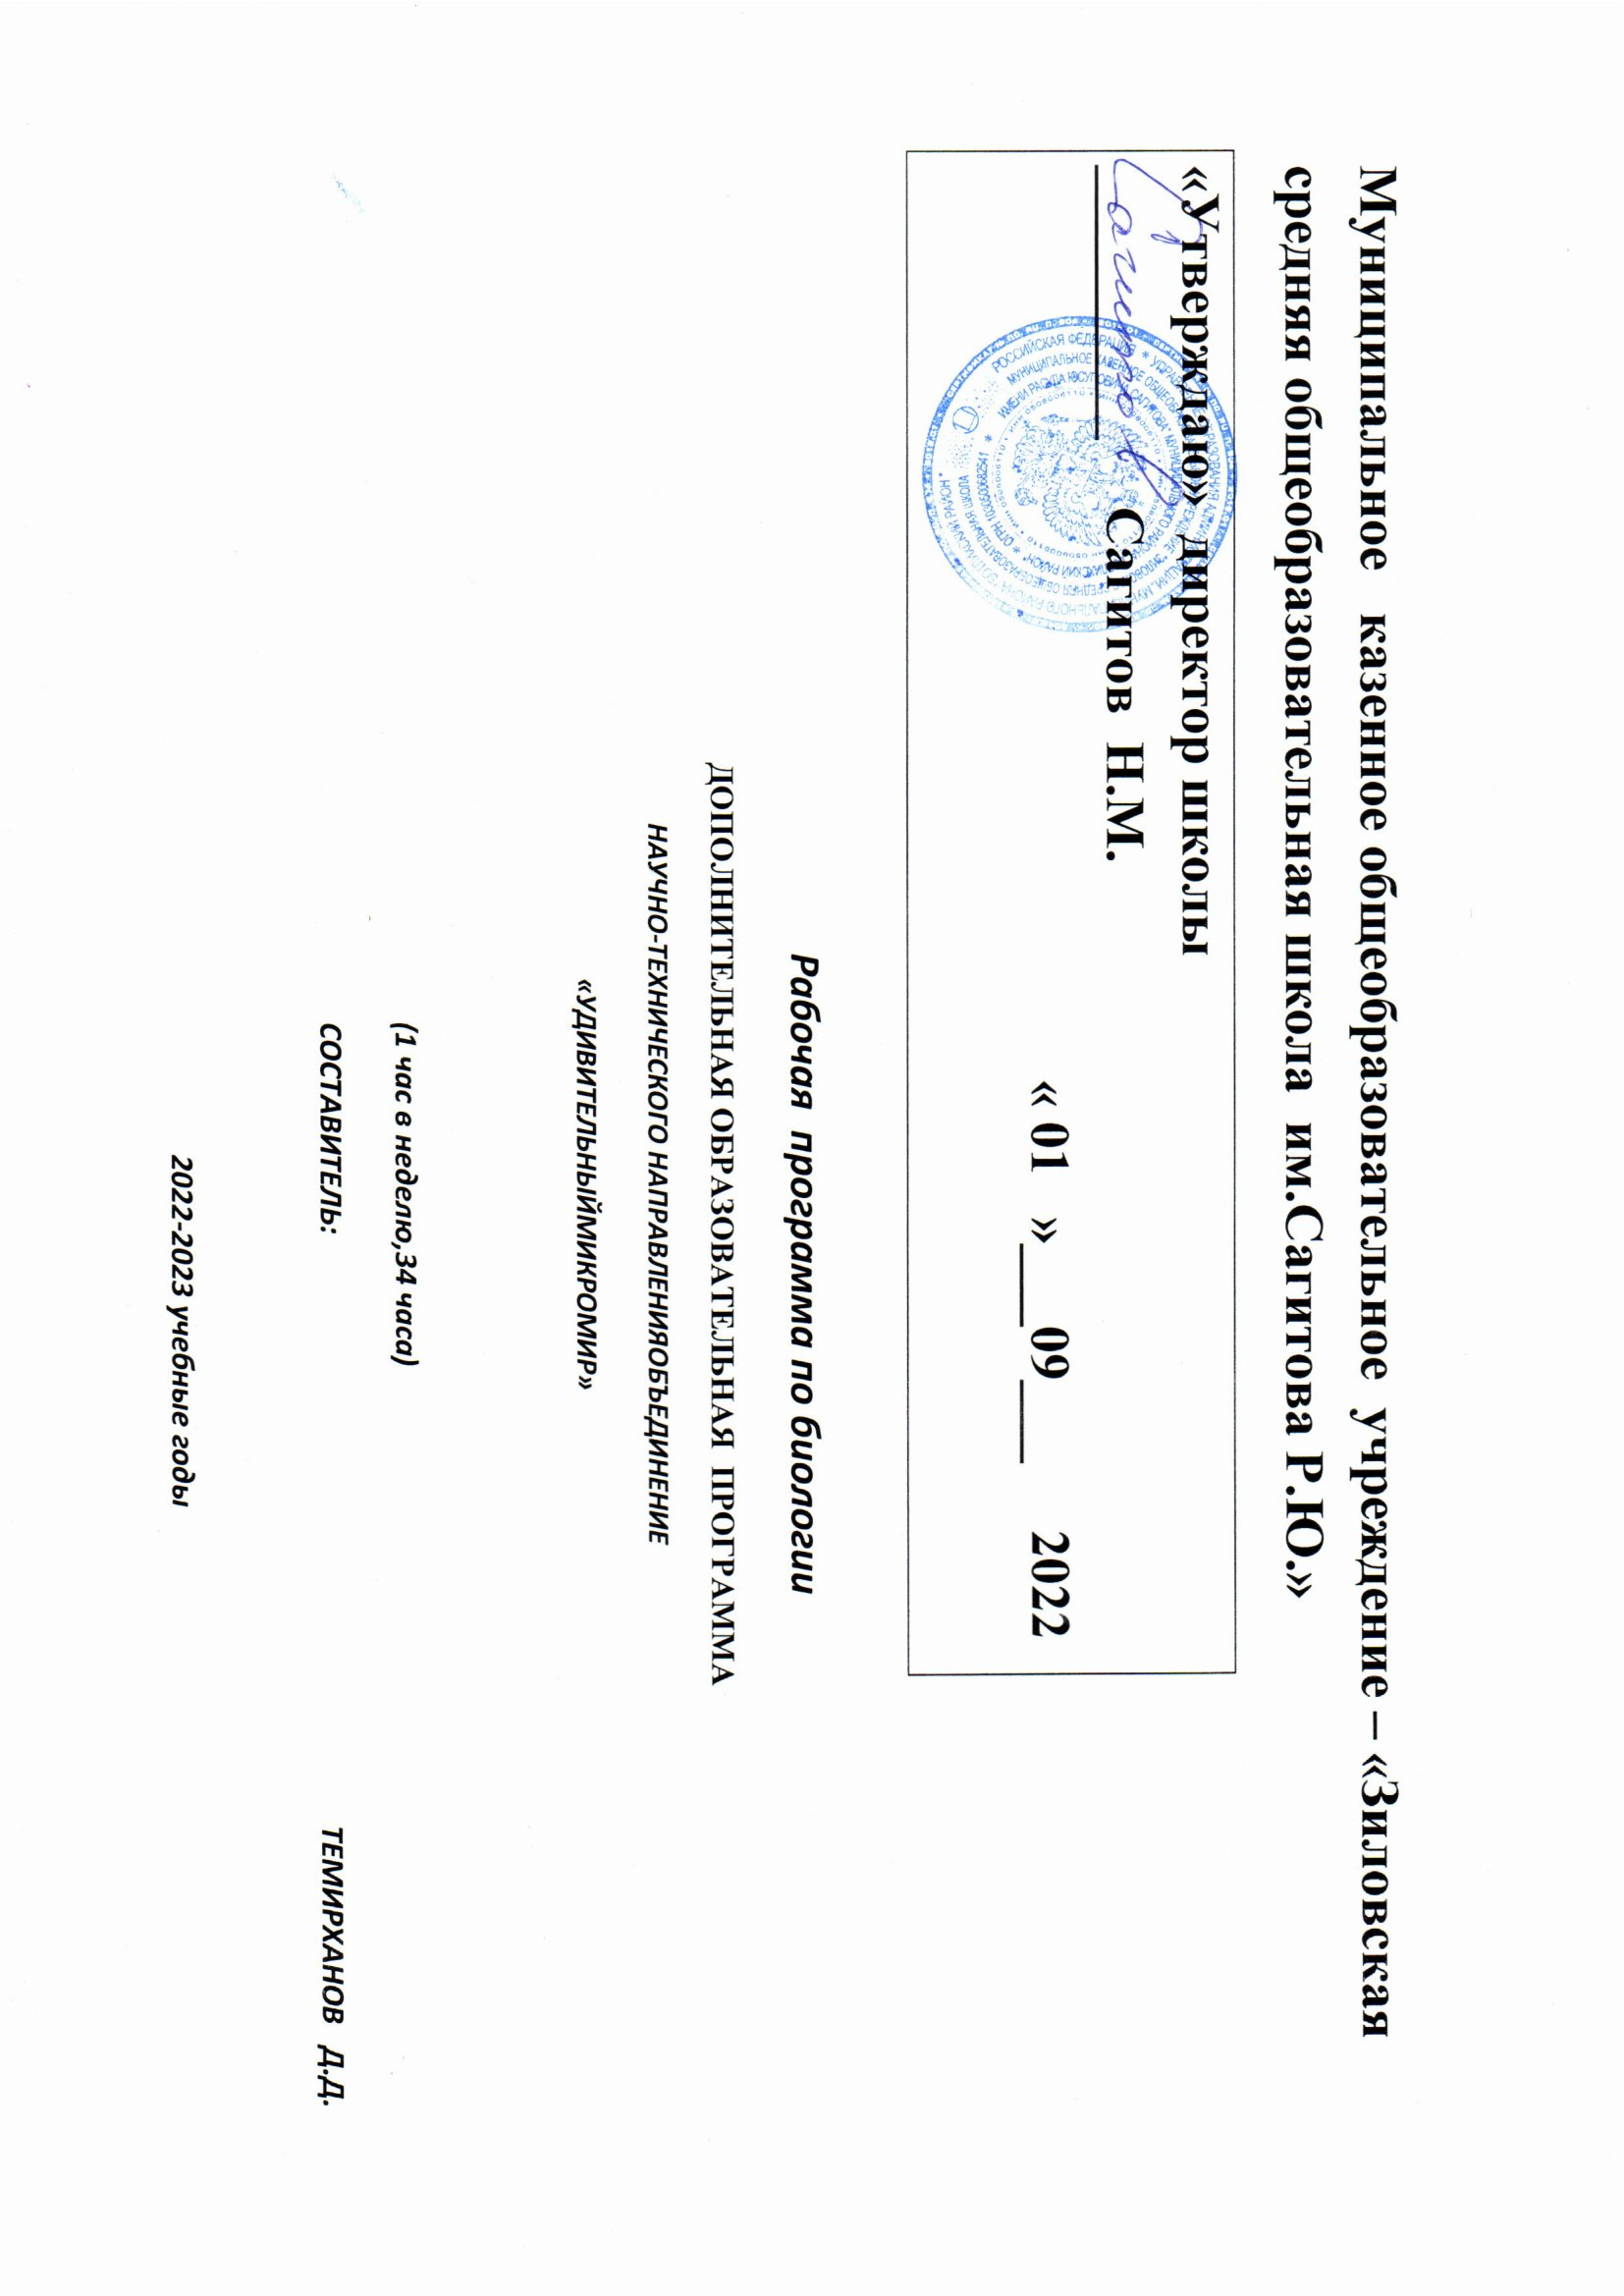 Муниципальное казенное общеобразовательное учреждение – «Зиловская
средняя общеобразовательная школа им.Сагитова Р.Ю.»
«Утверждаю» директор школы
___________ Сагитов Н.М.
« 01 »____09____ 2022
Рабочая программа по биологии
ДОПОЛНИТЕЛЬНАЯ ОБРАЗОВАТЕЛЬНАЯ ПРОГРАММА
НАУЧНО-ТЕХНИЧЕСКОГО НАПРАВЛЕНИЯОБЪЕДИНЕНИЕ
«УДИВИТЕЛЬНЫЙМИКРОМИР»
(1 час в неделю,34 часа)
СОСТАВИТЕЛЬ: ТЕМИРХАНОВ Д.Д.
2022-2023 учебные годы